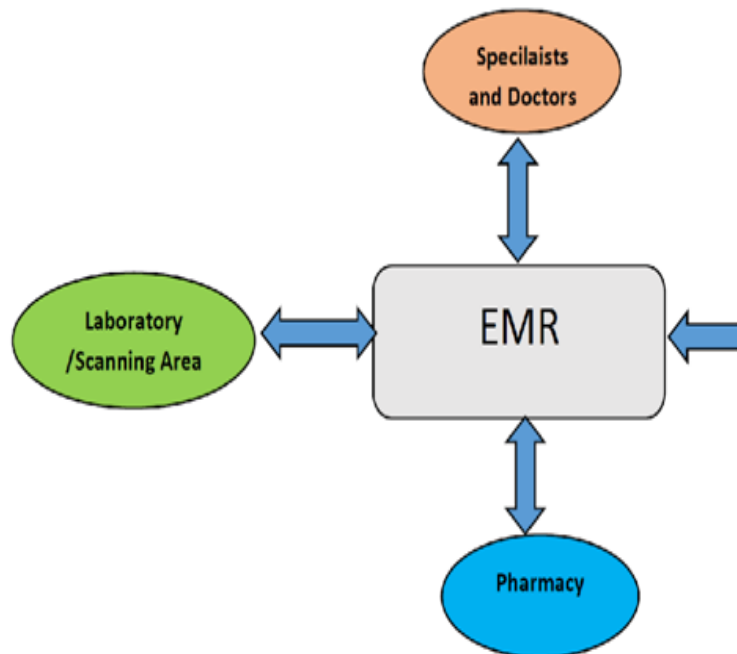 Specilaists
and Doctors
EMR
Laboratory
/Scanning Area
Pharmacy